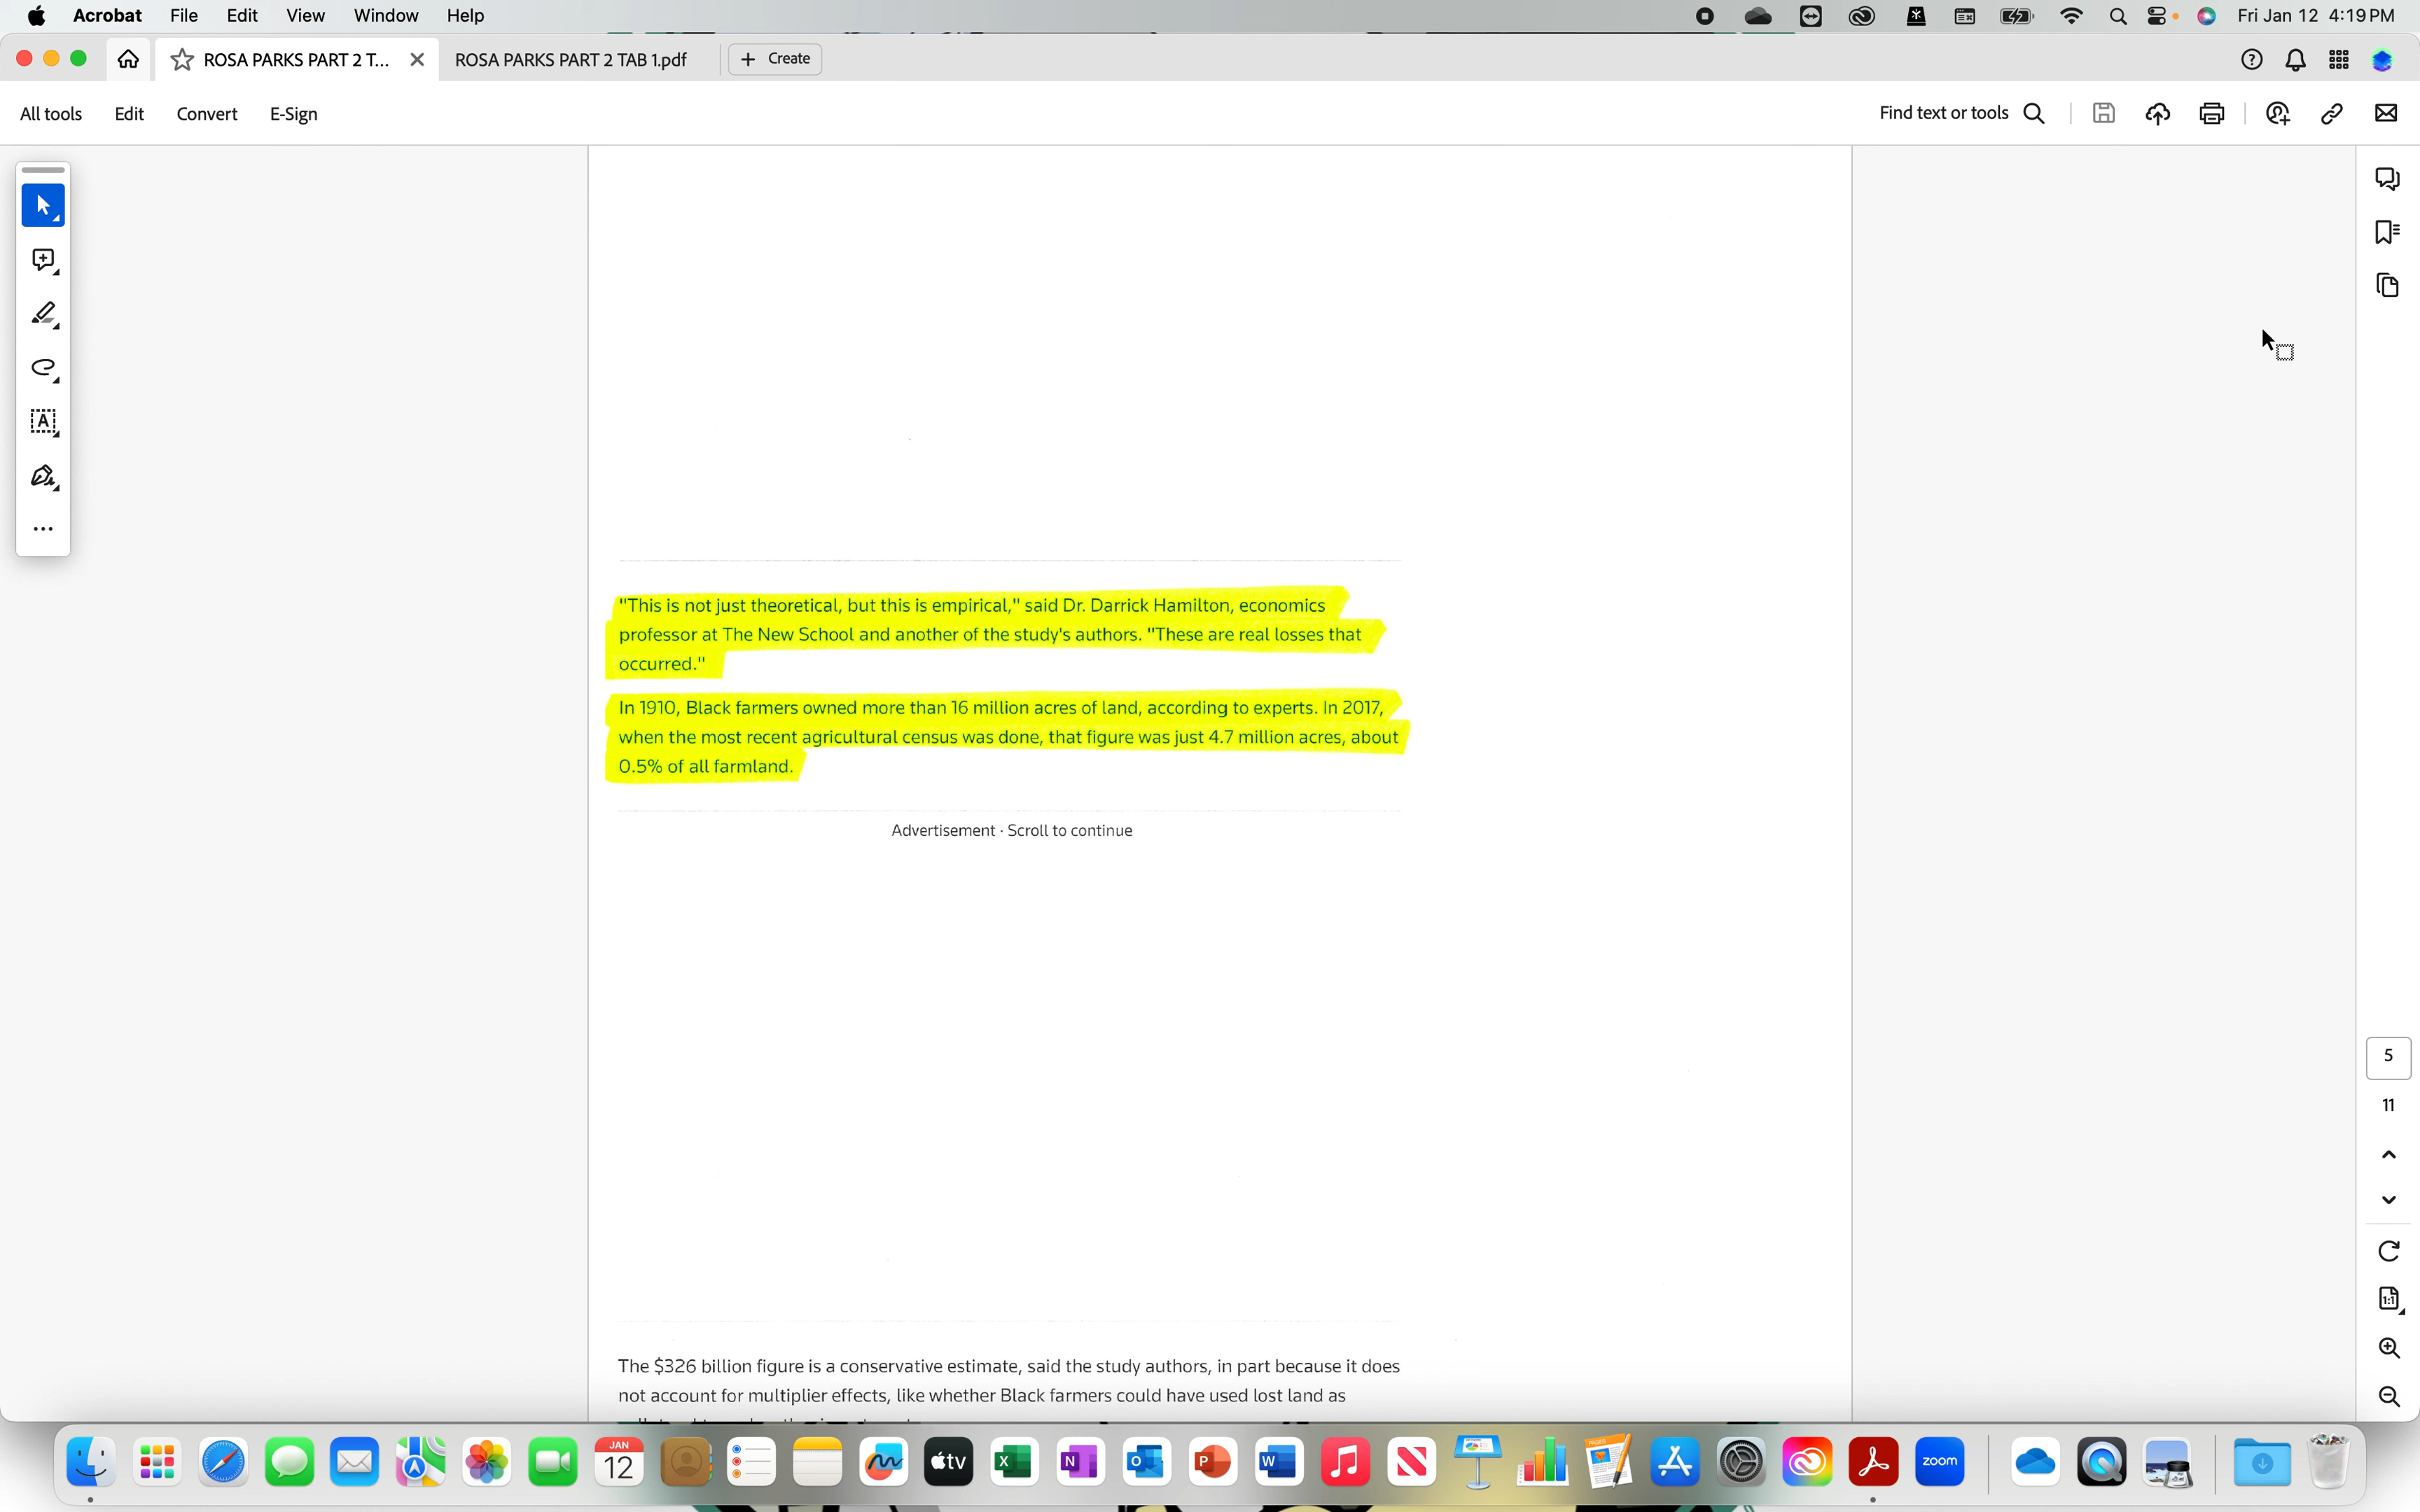 Acrobat File Edit View Window Help
Fri Jan 12 4:19 PM
ROSA PARKS PART 2 T...
ROSA PARKS PART 2 TAB 1.pdf
Create
All tools Edit Convert E-Sign
Find text or tools
"This is not just theoretical, but this is empirical," said Dr. Darrick Hamilton, economics
professor at The New School and another of the study's authors. "These are real losses that
occurred."
In 1910, Black farmers owned more than 16 million acres of land, according to experts. In 2017,
when the most recent agricultural census was done, that figure was just 4.7 million acres, about
0.5% of all farmland.
Advertisement · Scroll to continue
The $326 billion figure is a conservative estimate, said the study authors, in part because it does
not account for multiplier effects, like whether Black farmers could have used lost land as
5
11
1:1
JAN
12
tv
zoom